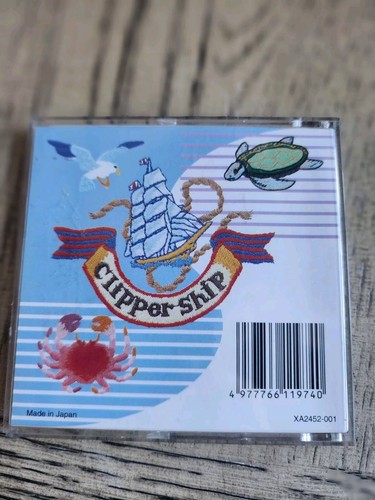 Clipper Ship
4 977766 119740
Made in Japan
XA2452-001